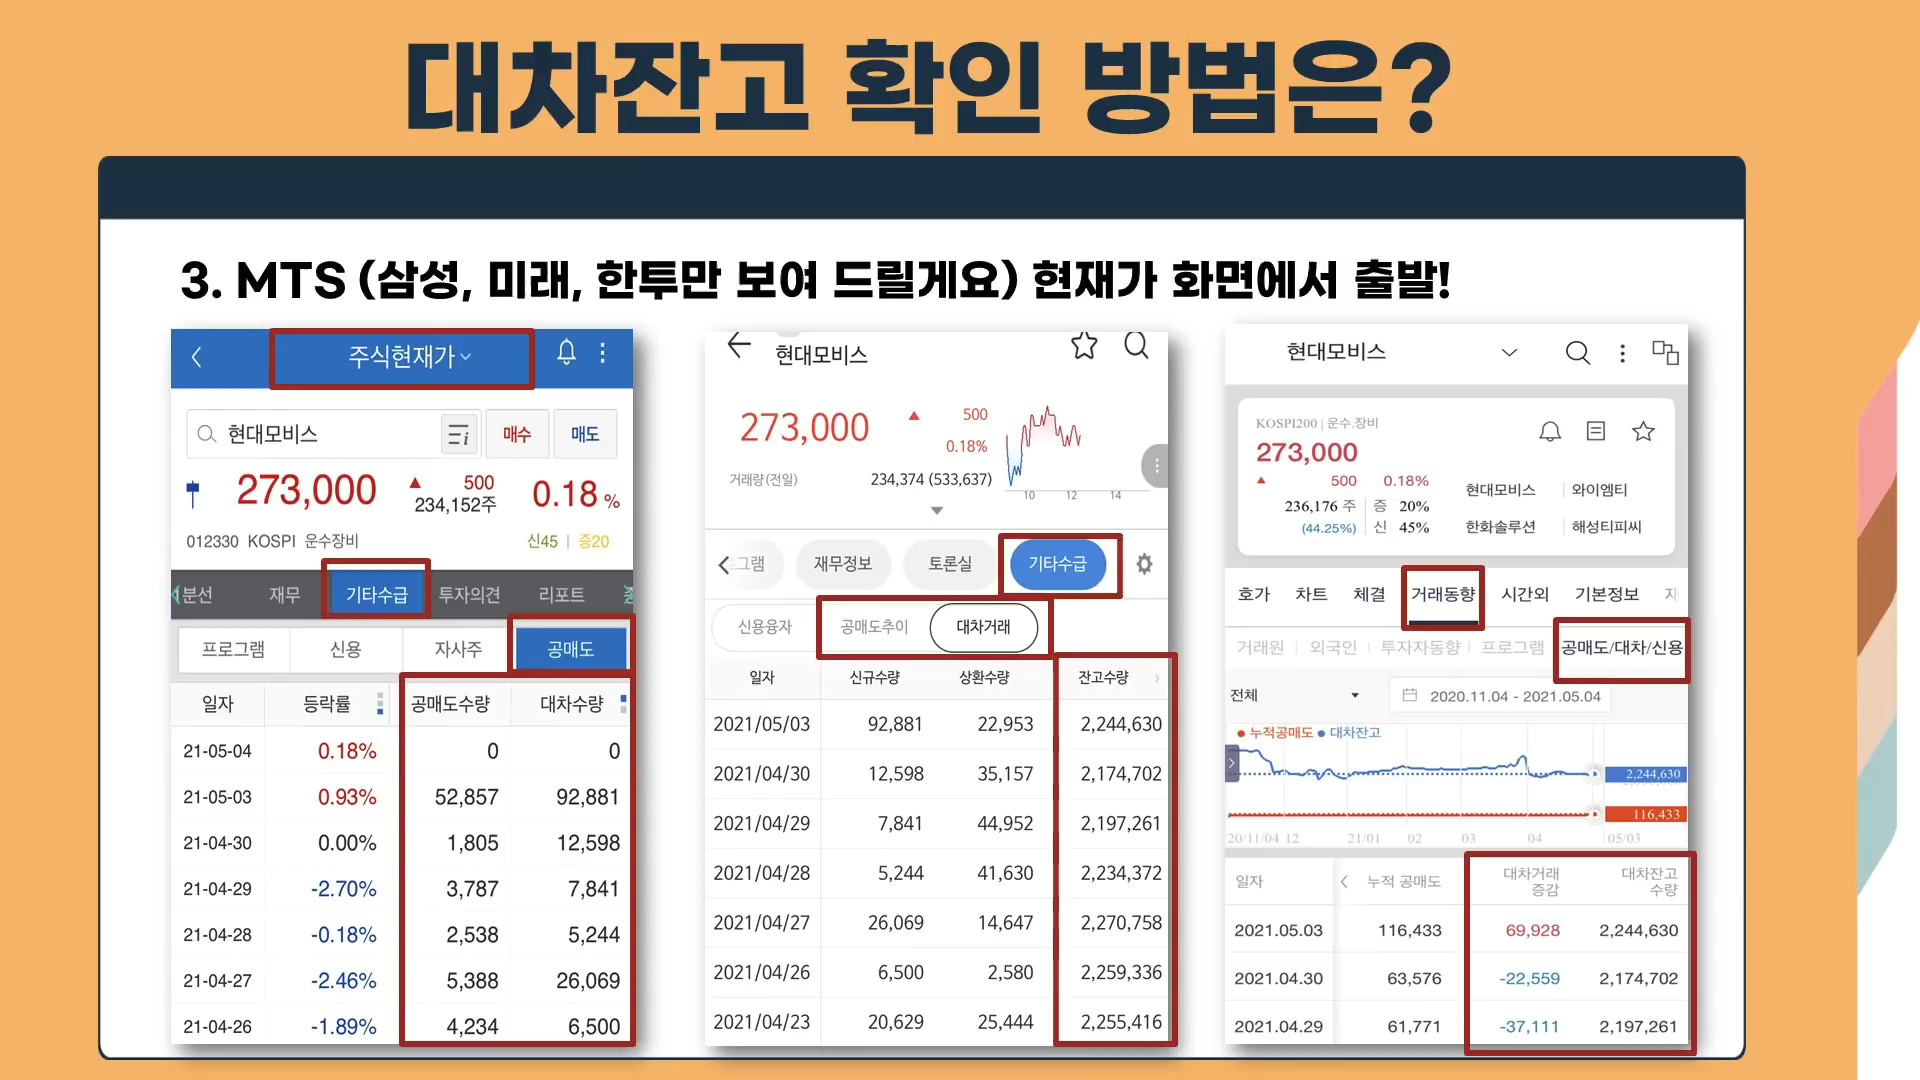 대차잔고 확인 방법은?
3. MTS (삼성, 미래, 한투만 보여 드릴게요) 현재가 화면에서 출발!
주식현재가
현대모비스 매수 매도
273,000 500 0.18 %
234,152주
012330 KOSPI 운수장비 신45 | 증20
분선 재무 기타수급 투자의견 리포트
프로그램 신용 자사주 공매도
일자 등락률 공매도수량 대차수량
21-05-04 0.18% 0 0
21-05-03 0.93% 52,857 92,881
21-04-30 0.00% 1,805 12,598
21-04-29 -2.70% 3,787 7,841
21-04-28 -0.18% 2,538 5,244
21-04-27 -2.46% 5,388 26,069
21-04-26 -1.89% 4,234 6,500
현대모비스
273,000 500
0.18%
거래량(전일) 234,374 (533,637)
10 12 14
그램 재무정보 토론실 기타수급
신용융자 공매도추이 대차거래
일자 신규수량 상환수량 잔고수량
2021/05/03 92,881 22,953 2,244,630
2021/04/30 12,598 35,157 2,174,702
2021/04/29 7,841 44,952 2,197,261
2021/04/28 5,244 41,630 2,234,372
2021/04/27 26,069 14,647 2,270,758
2021/04/26 6,500 2,580 2,259,336
2021/04/23 20,629 25,444 2,255,416
현대모비스
KOSPI200 | 운수.장비
273,000
500 0.18%
236,176 주 증 20%
(44.25%) 신 45%
현대모비스 와이엠티
한화솔루션 해성티피씨
호가 차트 체결 거래동향 시간외 기본정보
거래원 외국인 투자자동향 프로그램 공매도/대차/신용
전체 2020.11.04 - 2021.05.04
누적공매도 대차잔고
2,244,630
116,433
20/11/04 12 21/01 02 03 04 05/03
일자 누적 공매도 대차거래 증감 대차잔고 수량
2021.05.03 116,433 69,928 2,244,630
2021.04.30 63,576 -22,559 2,174,702
2021.04.29 61,771 -37,111 2,197,261